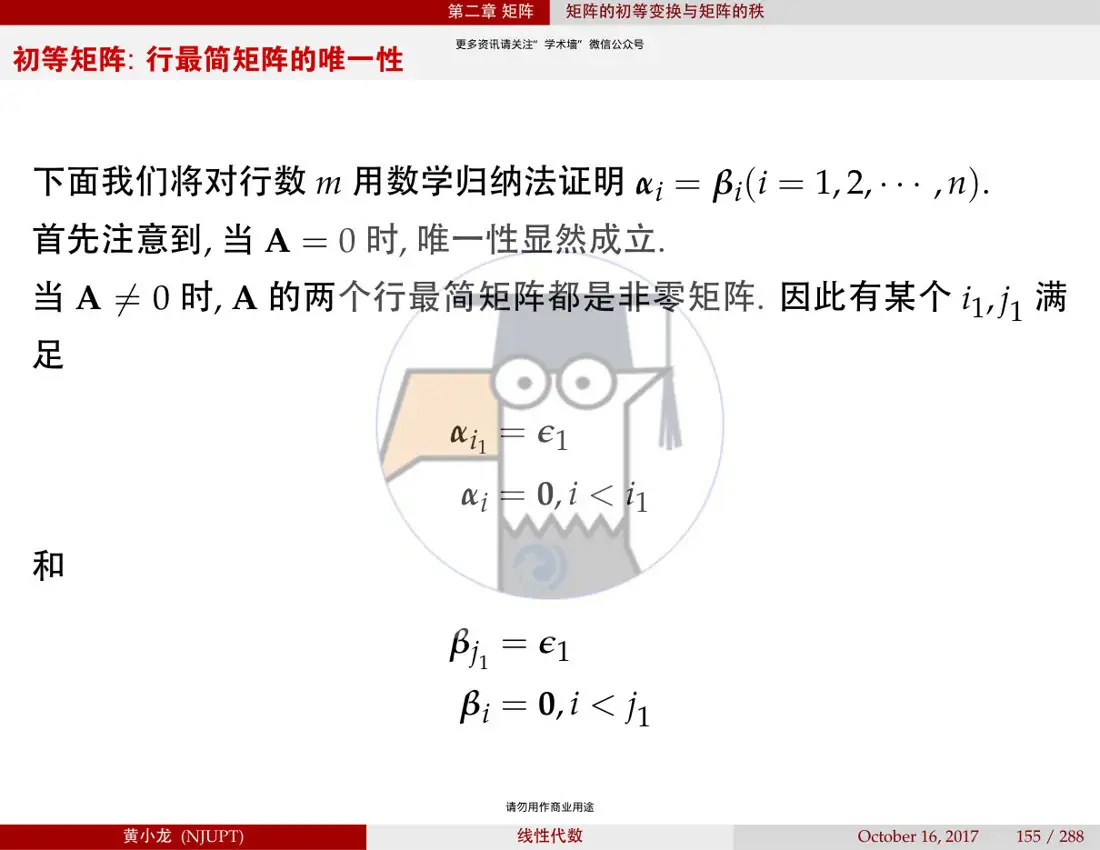 第二章 矩阵 矩阵的初等变换与矩阵的秩
更多资讯请关注“学术墙”微信公众号
初等矩阵: 行最简矩阵的唯一性
下面我们将对行数 m 用数学归纳法证明 αᵢ = βᵢ(i = 1, 2, ⋯ , n).
首先注意到, 当 A = 0 时, 唯一性显然成立.
当 A ≠ 0 时, A 的两个行最简矩阵都是非零矩阵. 因此有某个 i₁, j₁ 满
足
α_{i₁} = ϵ₁
αᵢ = 0, i < i₁
和
β_{j₁} = ϵ₁
βᵢ = 0, i < j₁
请勿用作商业用途
黄小龙 (NJUPT) 线性代数 October 16, 2017 155 / 288